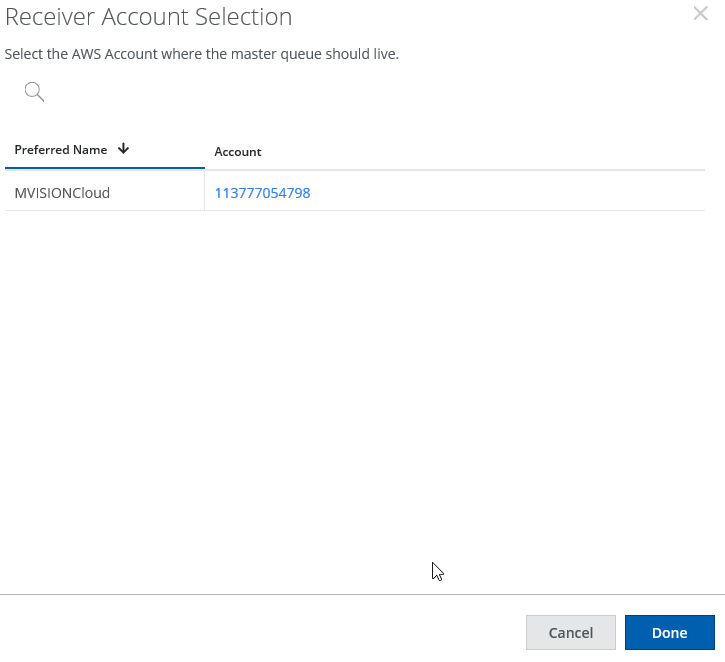 Receiver Account Selection
Select the AWS Account where the master queue should live.
Preferred Name Account
MVISIONCloud 113777054798
Cancel Done